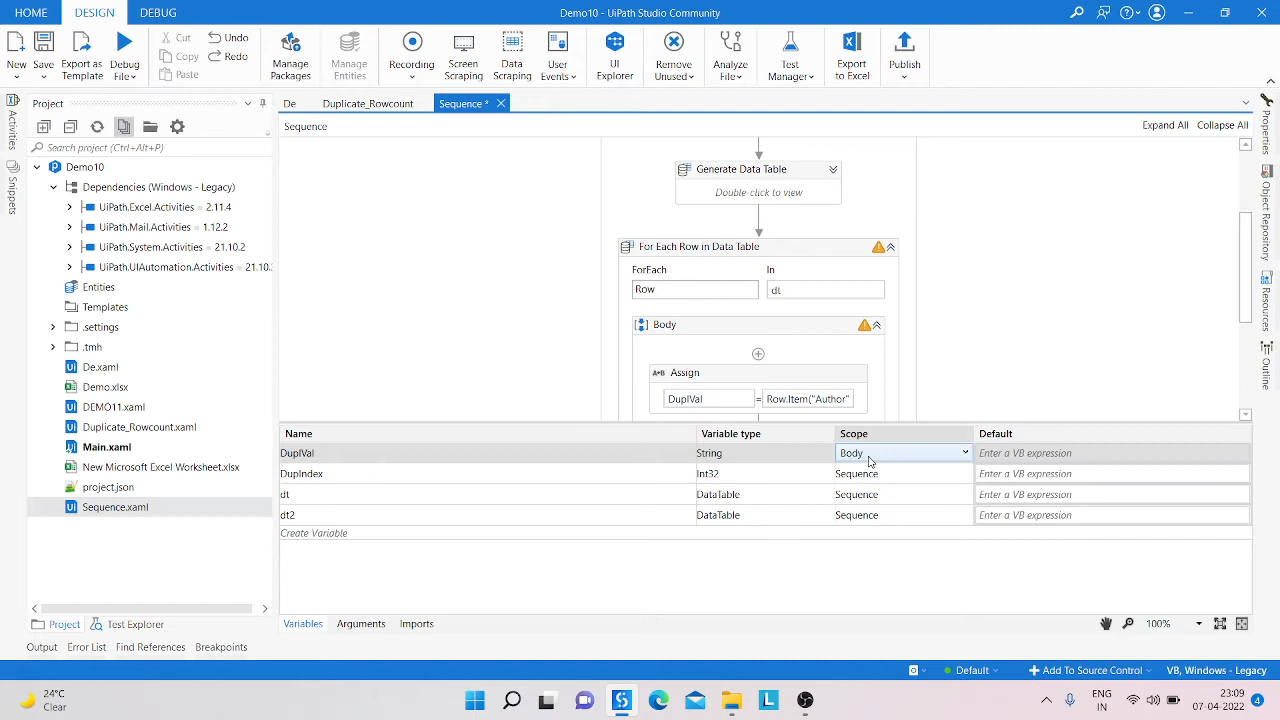 HOME DESIGN DEBUG Demo10 - UiPath Studio Community
New Save Export as Template Debug File Cut Copy Paste Undo Redo Manage Packages Manage Entities Recording Screen Scraping Data Scraping User Events UI Explorer Remove Unused Analyze File Test Manager Export to Excel Publish
Project
De Duplicate_Rowcount Sequence *
Sequence Expand All Collapse All
Search project (Ctrl+Alt+P)
Demo10
Dependencies (Windows - Legacy)
UiPath.Excel.Activities = 2.11.4
UiPath.Mail.Activities = 1.12.2
UiPath.System.Activities = 21.10.2
UiPath.UIAutomation.Activities = 21.10.
Entities
Templates
.settings
.tmh
De.xaml
Demo.xlsx
DEMO11.xaml
Duplicate_Rowcount.xaml
Main.xaml
New Microsoft Excel Worksheet.xlsx
project.json
Sequence.xaml
Activities
Snippets
Generate Data Table
Double-click to view
For Each Row in Data Table
ForEach In
Row dt
Body
Assign
DuplVal = Row.Item("Author"
Name Variable type Scope Default
DuplVal String Body Enter a VB expression
DupIndex Int32 Sequence Enter a VB expression
dt DataTable Sequence Enter a VB expression
dt2 DataTable Sequence Enter a VB expression
Create Variable
Properties
Object Repository
Resources
Outline
Project Test Explorer Variables Arguments Imports 100%
Output Error List Find References Breakpoints
Default Add To Source Control VB, Windows - Legacy
24°C
Clear
ENG
IN
23:09
07-04-2022
4